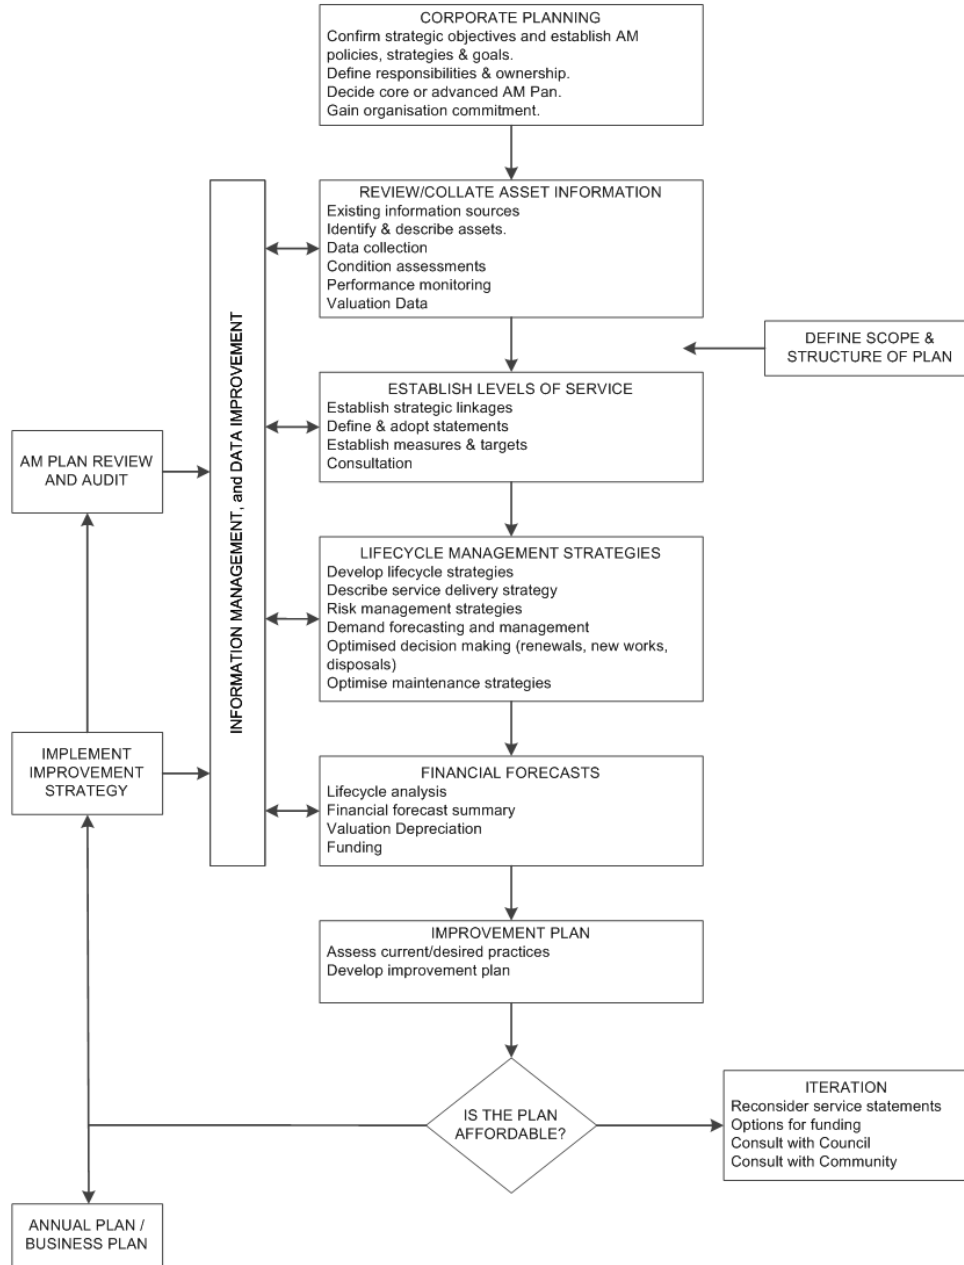 CORPORATE PLANNING
Confirm strategic objectives and establish AM
policies, strategies & goals.
Define responsibilities & ownership.
Decide core or advanced AM Pan.
Gain organisation commitment.
REVIEW/COLLATE ASSET INFORMATION
Existing information sources
Identify & describe assets.
Data collection
Condition assessments
Performance monitoring
Valuation Data
DEFINE SCOPE &
STRUCTURE OF PLAN
INFORMATION MANAGEMENT, and DATA IMPROVEMENT
ESTABLISH LEVELS OF SERVICE
Establish strategic linkages
Define & adopt statements
Establish measures & targets
Consultation
AM PLAN REVIEW
AND AUDIT
LIFECYCLE MANAGEMENT STRATEGIES
Develop lifecycle strategies
Describe service delivery strategy
Risk management strategies
Demand forecasting and management
Optimised decision making (renewals, new works,
disposals)
Optimise maintenance strategies
IMPLEMENT
IMPROVEMENT
STRATEGY
FINANCIAL FORECASTS
Lifecycle analysis
Financial forecast summary
Valuation Depreciation
Funding
IMPROVEMENT PLAN
Assess current/desired practices
Develop improvement plan
IS THE PLAN
AFFORDABLE?
ITERATION
Reconsider service statements
Options for funding
Consult with Council
Consult with Community
ANNUAL PLAN /
BUSINESS PLAN